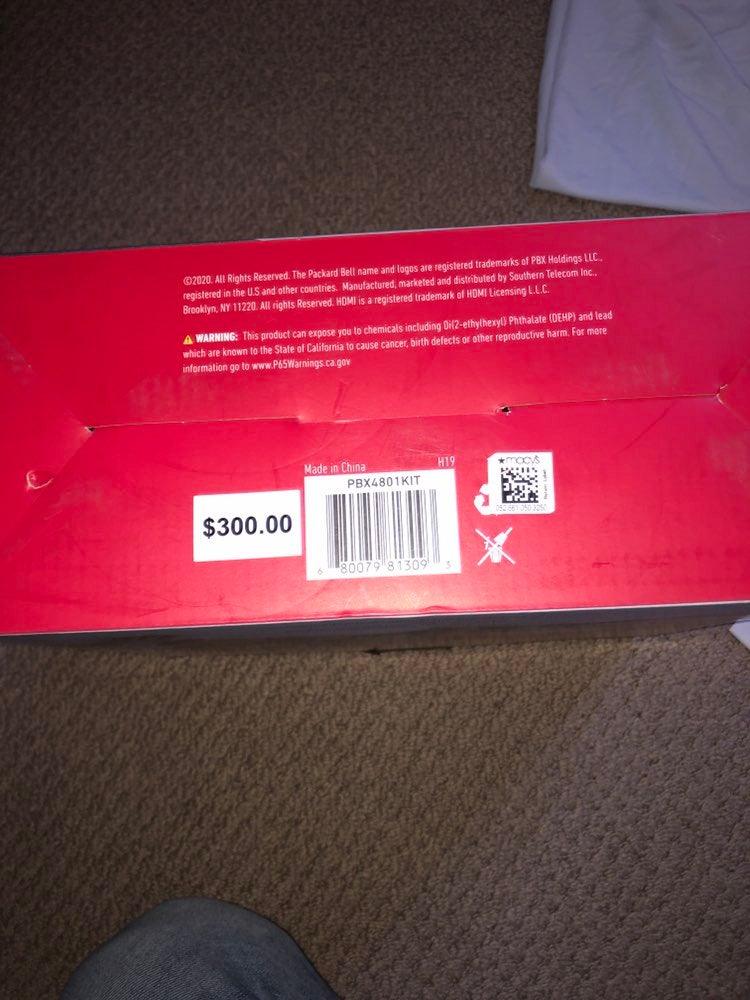 ©2020. All Rights Reserved. The Packard Bell name and logos are registered trademarks of PBX Holdings LLC.,
registered in the U.S and other countries. Manufactured, marketed and distributed by Southern Telecom Inc.,
Brooklyn, NY 11220. All rights Reserved. HDMI is a registered trademark of HDMI Licensing L.L.C.
WARNING: This product can expose you to chemicals including Di(2-ethylhexyl) Phthalate (DEHP) and lead
which are known to the State of California to cause cancer, birth defects or other reproductive harm. For more
information go to www.P65Warnings.ca.gov
Made in China
H19
PBX4801KIT
6 80079 81309 3
$300.00
★macy's